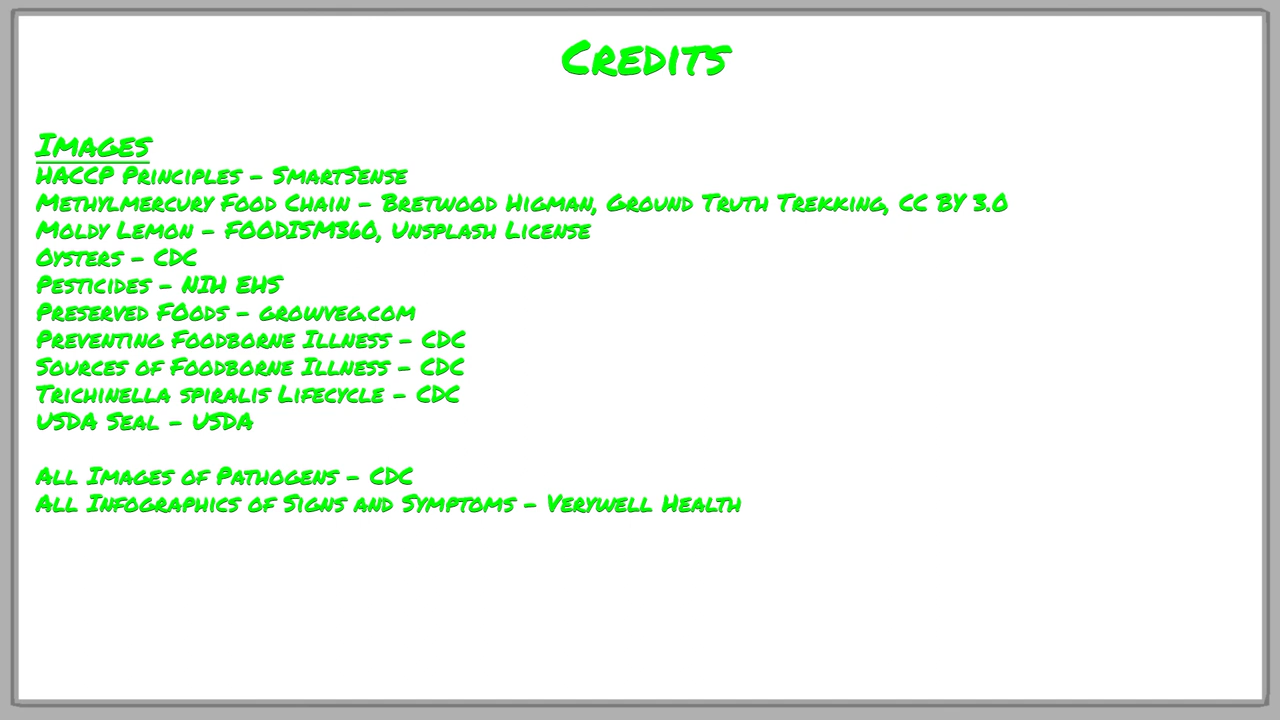 Credits
Images
HACCP Principles - SmartSense
Methylmercury Food Chain - Bretwood Higman, Ground Truth Trekking, CC BY 3.0
Moldy Lemon - FOODISM360, Unsplash License
Oysters - CDC
Pesticides - NIH EHS
Preserved FOods - growveg.com
Preventing Foodborne Illness - CDC
Sources of Foodborne Illness - CDC
Trichinella spiralis Lifecycle - CDC
USDA Seal - USDA
All Images of Pathogens - CDC
All Infographics of Signs and Symptoms - Verywell Health